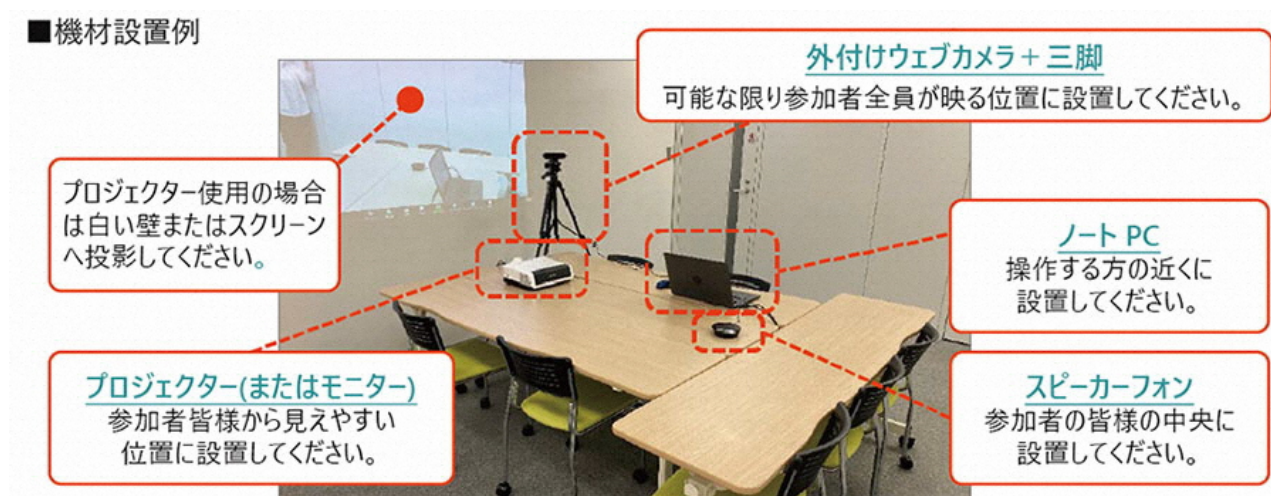 ■機材設置例
外付けウェブカメラ＋三脚
可能な限り参加者全員が映る位置に設置してください。
プロジェクター使用の場合
は白い壁またはスクリーン
へ投影してください。
ノート PC
操作する方の近くに
設置してください。
プロジェクター(またはモニター)
参加者皆様から見えやすい
位置に設置してください。
スピーカーフォン
参加者の皆様の中央に
設置してください。